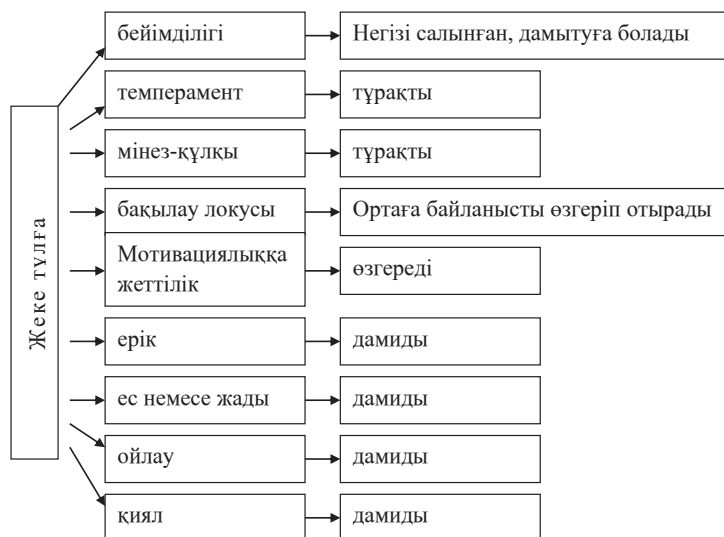 Жеке тұлға
бейімділігі
Негізі салынған, дамытуға болады
темперамент
тұрақты
мінез-құлқы
тұрақты
бақылау локусы
Ортаға байланысты өзгеріп отырады
Мотивациялыққа
жеттілік
өзгереді
ерік
дамиды
ес немесе жады
дамиды
ойлау
дамиды
қиял
дамиды